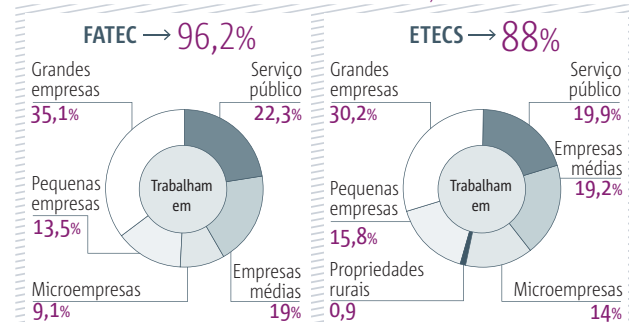 FATEC → 96,2%
Grandes
empresas
35,1%
Serviço
público
22,3%
Trabalham
em
Pequenas
empresas
13,5%
Microempresas
9,1%
Empresas
médias
19%
ETECS → 88%
Grandes
empresas
30,2%
Serviço
público
19,9%
Empresas
médias
19,2%
Trabalham
em
Pequenas
empresas
15,8%
Propriedades
rurais
0,9
Microempresas
14%